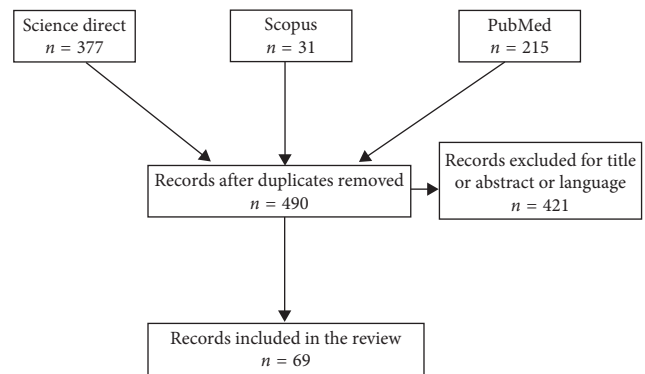 Science direct
n = 377
Scopus
n = 31
PubMed
n = 215
Records after duplicates removed
n = 490
Records excluded for title
or abstract or language
n = 421
Records included in the review
n = 69